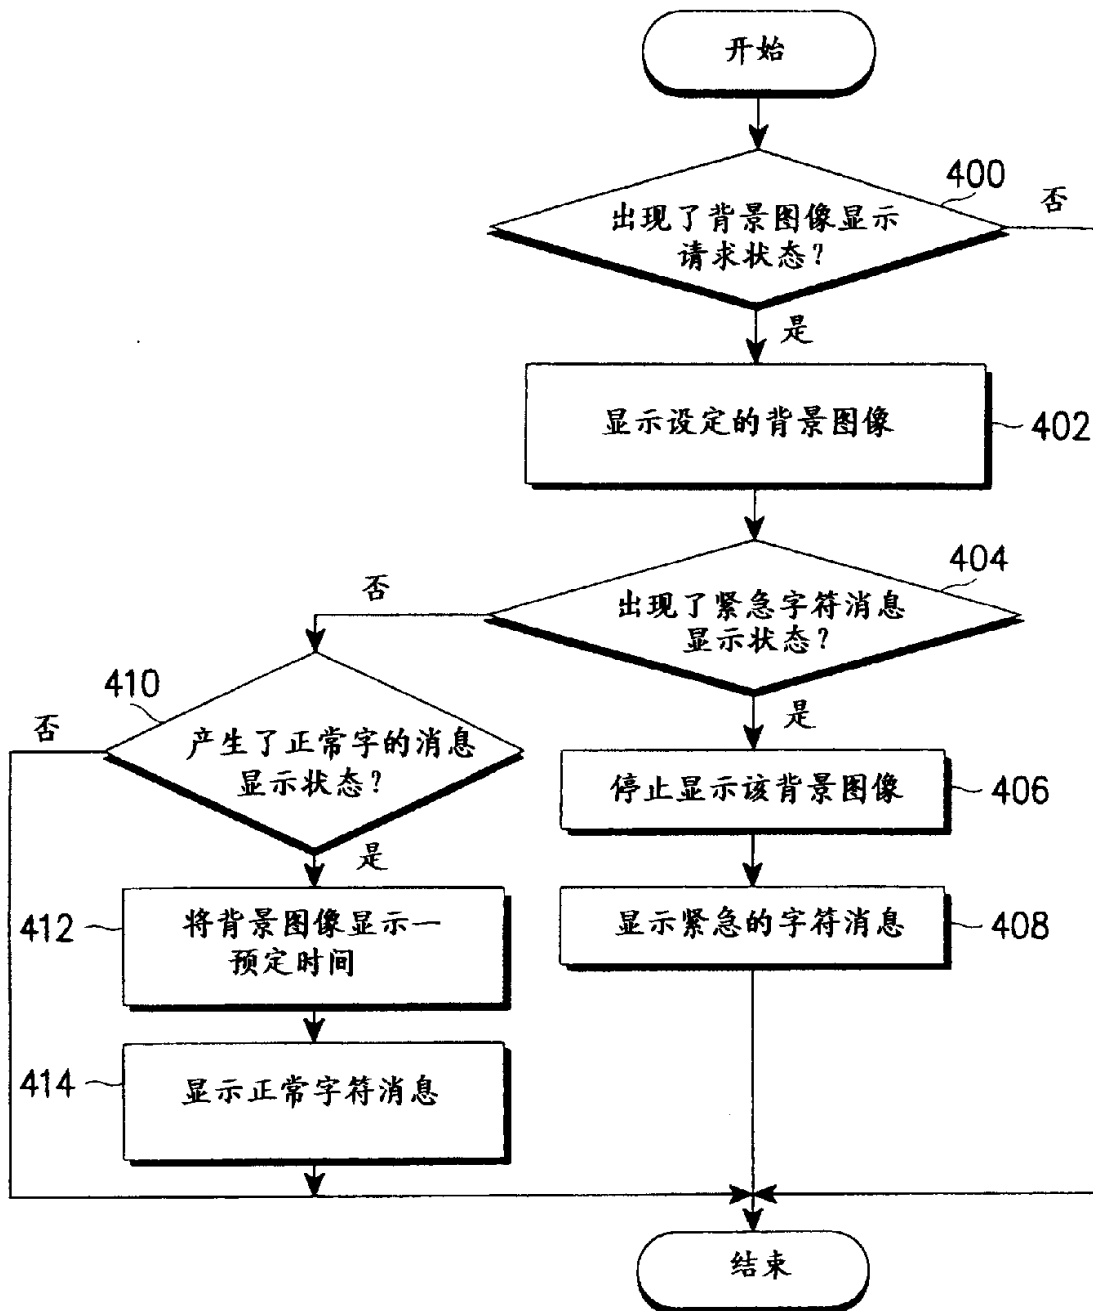 开始
400
否
出现了背景图像显示
请求状态?
是
显示设定的背景图像
402
404
否
出现了紧急字符消息
显示状态?
410
否
是
产生了正常字的消息
显示状态?
停止显示该背景图像
406
是
412
将背景图像显示一
预定时间
显示紧急的字符消息
408
414
显示正常字符消息
结束